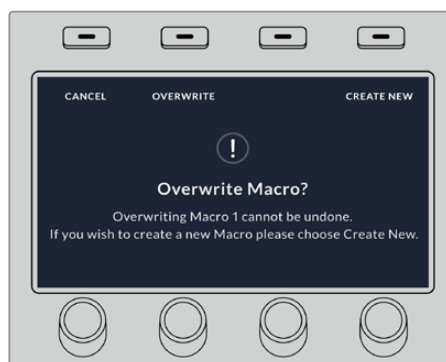 CANCEL OVERWRITE CREATE NEW
!
Overwrite Macro?
Overwriting Macro 1 cannot be undone.
If you wish to create a new Macro please choose Create New.